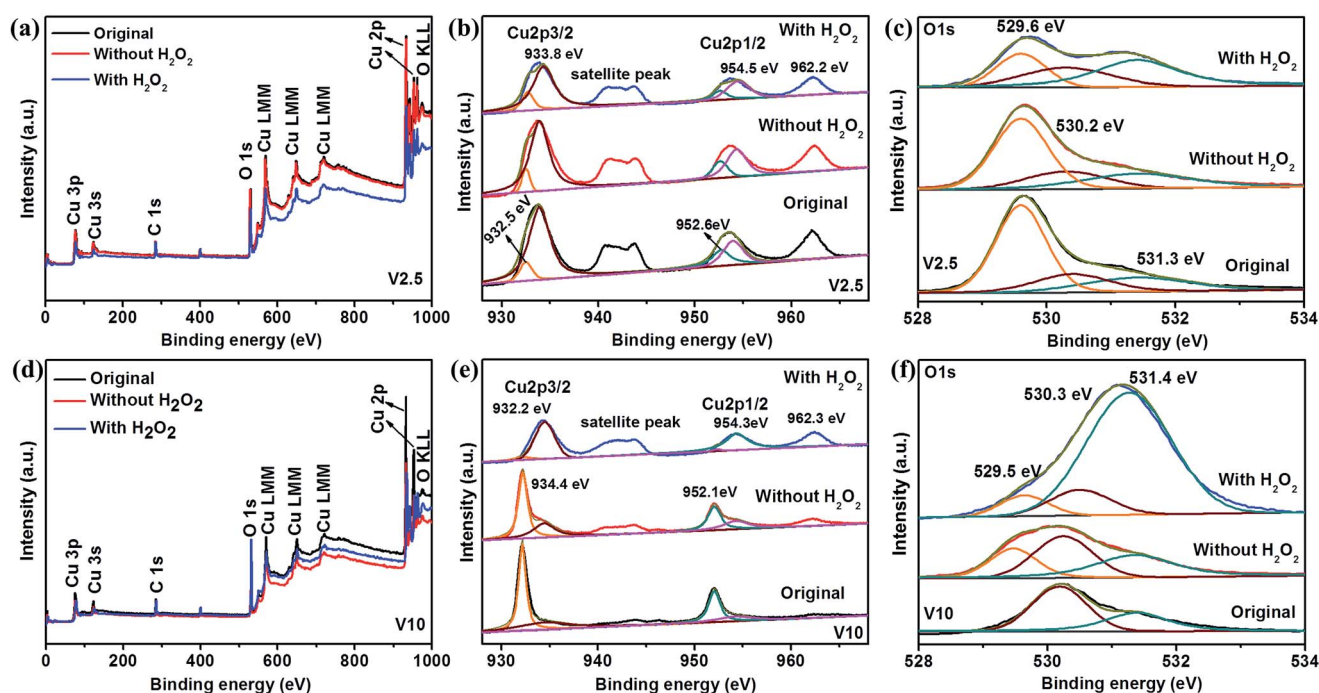 (a)
Original
Without H₂O₂
With H₂O₂
Cu 3p
Cu 3s
C 1s
O 1s
Cu LMM
Cu LMM
Cu LMM
Cu 2p
O KLL
V2.5
Intensity (a.u.)
0 200 400 600 800 1000
Binding energy (eV)
(b)
Cu2p3/2
933.8 eV
satellite peak
Cu2p1/2
954.5 eV
962.2 eV
With H₂O₂
Without H₂O₂
Original
932.5 eV
952.6eV
V2.5
Intensity (a.u.)
930 935 940 945 950 955 960 965
Binding energy (eV)
(c)
O1s
529.6 eV
With H₂O₂
530.2 eV
Without H₂O₂
531.3 eV
Original
V2.5
Intensity (a.u.)
528 530 532 534
Binding energy (eV)
(d)
Original
Without H₂O₂
With H₂O₂
Cu 3p
Cu 3s
C 1s
O 1s
Cu LMM
Cu LMM
Cu LMM
Cu 2p
O KLL
V10
Intensity (a.u.)
0 200 400 600 800 1000
Binding energy (eV)
(e)
Cu2p3/2
932.2 eV
satellite peak
Cu2p1/2
954.3eV
962.3 eV
With H₂O₂
934.4 eV
952.1eV
Without H₂O₂
Original
V10
Intensity (a.u.)
930 935 940 945 950 955 960 965
Binding energy (eV)
(f)
O1s
531.4 eV
530.3 eV
529.5 eV
With H₂O₂
Without H₂O₂
V10
Original
Intensity (a.u.)
528 530 532 534
Binding energy (eV)